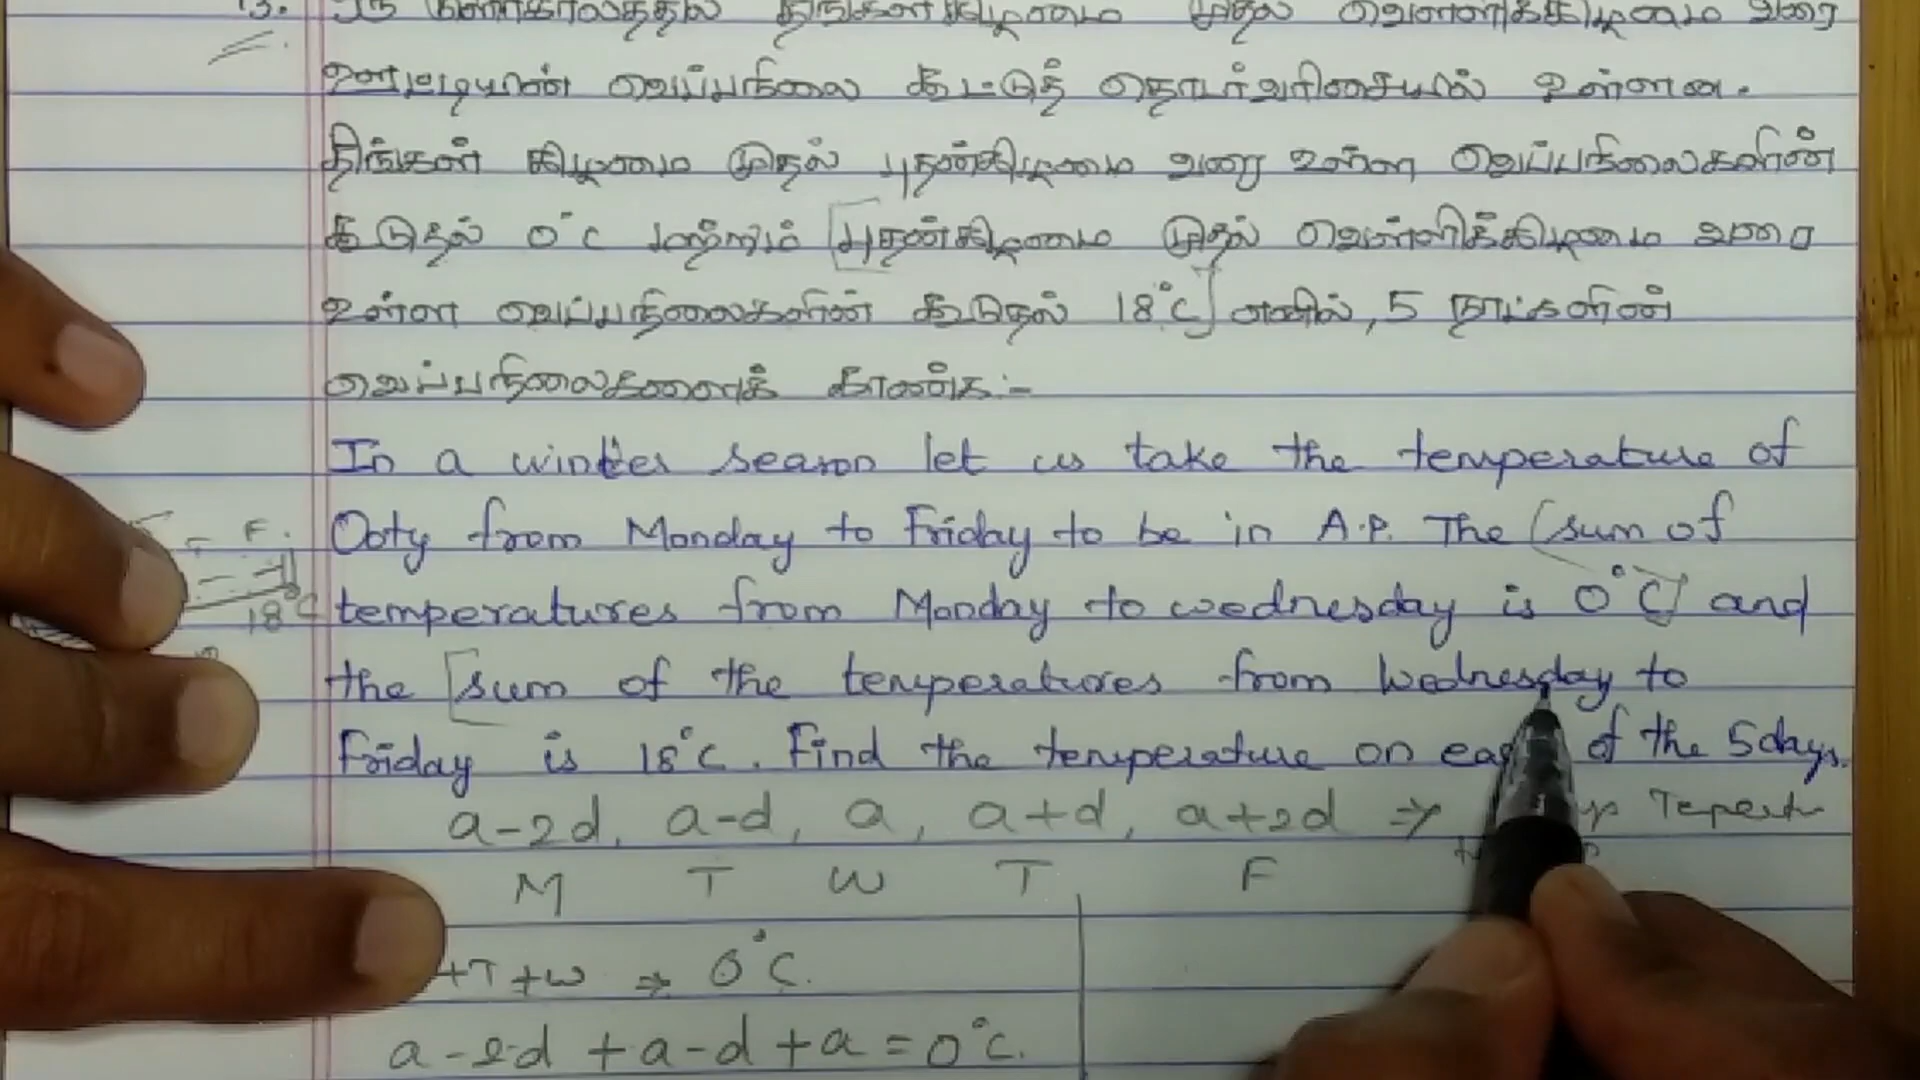 13. ஒரு குளிர்காலத்தில் திங்கள்கிழமை முதல் வெள்ளிக்கிழமை வரை
ஊட்டியின் வெப்பநிலை கூட்டுத் தொடர்வரிசையில் உள்ளன.
திங்கள் கிழமை முதல் புதன்கிழமை வரை உள்ள வெப்பநிலைகளின்
கூடுதல் 0°C மற்றும் [புதன்கிழமை முதல் வெள்ளிக்கிழமை வரை
உள்ள வெப்பநிலைகளின் கூடுதல் 18°C] எனில், 5 நாட்களின்
வெப்பநிலைகளைக் காண்க:-
In a winter season let us take the temperature of
Ooty from Monday to Friday to be in A.P. The (sum of
temperatures from Monday to wednesday is 0°C) and
the [sum of the temperatures from Wednesday to
Friday is 18°C. Find the temperature on of the 5days.
F.
18°C
a-2d, a-d, a, a+d, a+2d ⇒
M T W T F
+T+W ⇒ 0°C.
a-2d + a-d + a = 0°C.